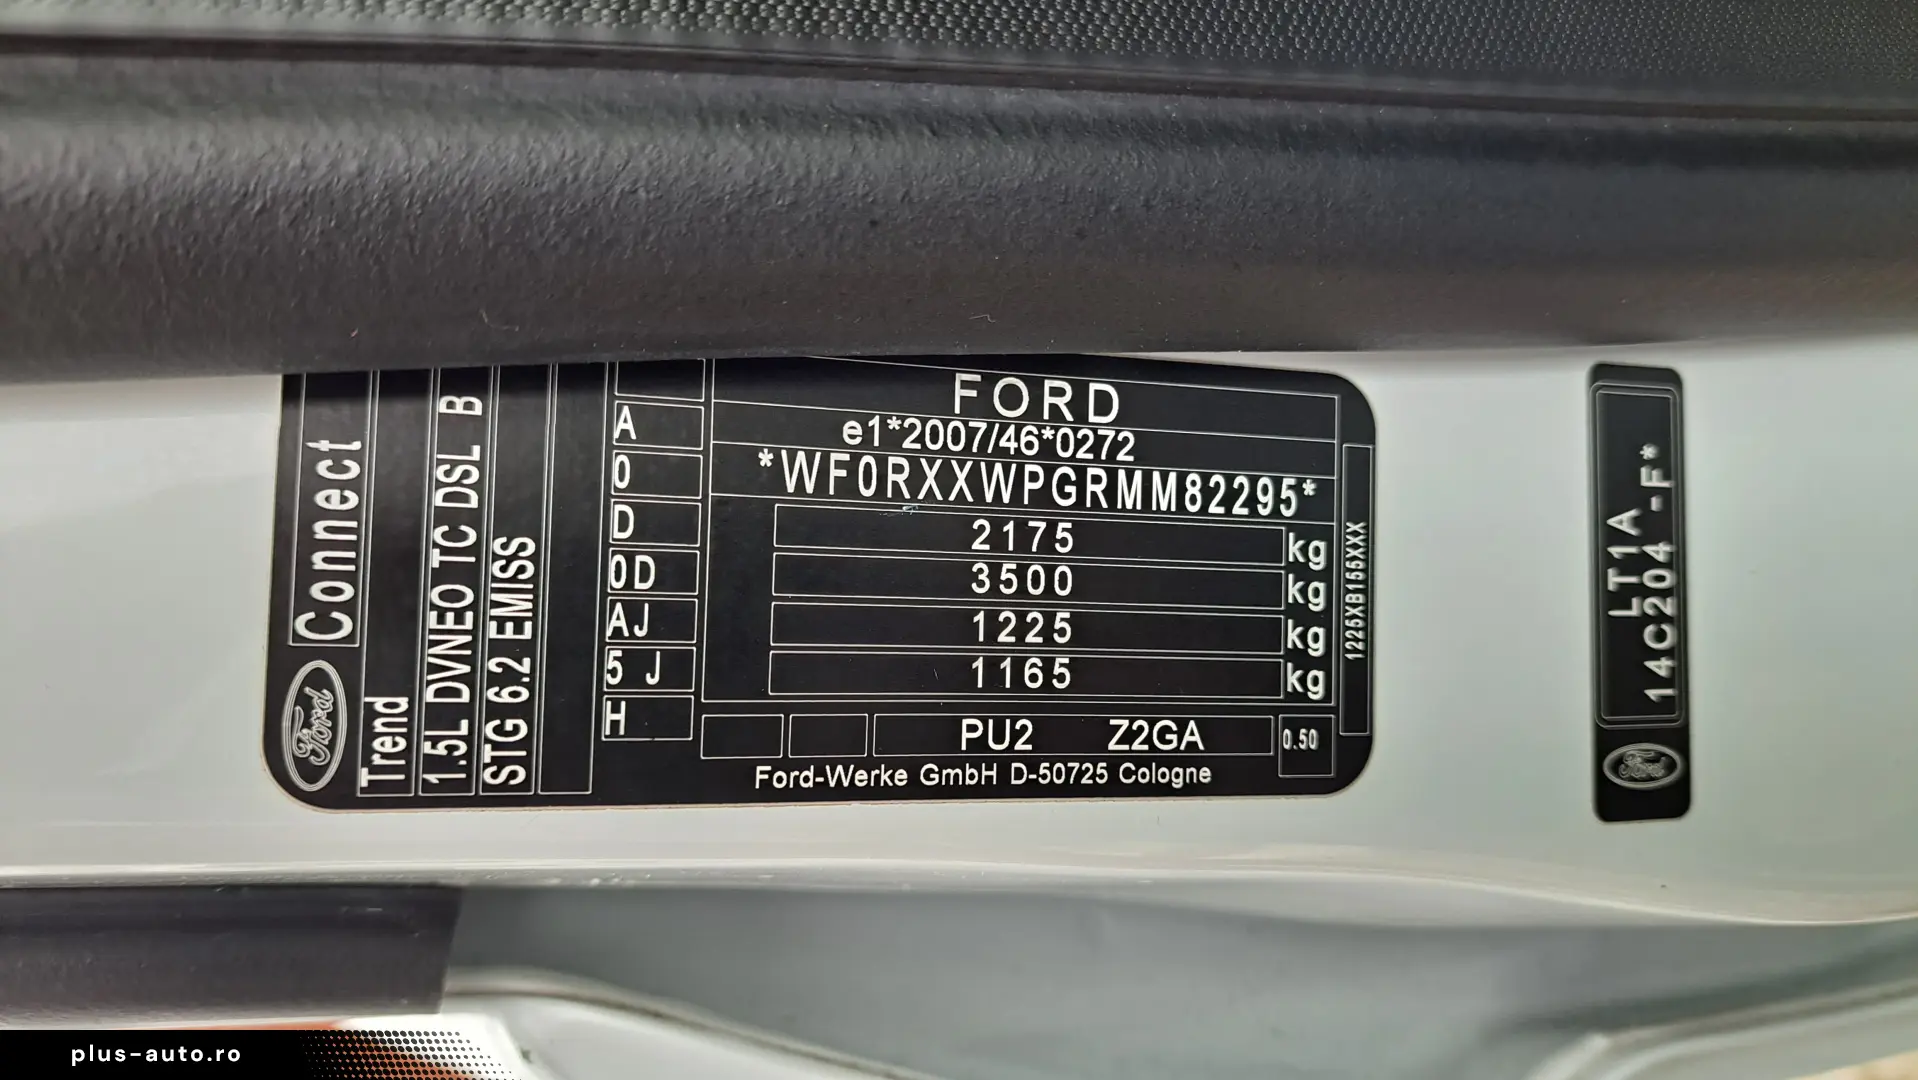 Ford
Connect
Trend
1.5L DVNEO TC DSL B
STG 6.2 EMISS
A
0
D
0D
AJ
5 J
H
FORD
e1*2007/46*0272
*WF0RXXWPGRMM82295*
2175 kg
3500 kg
1225 kg
1165 kg
PU2 Z2GA 0.50
Ford-Werke GmbH D-50725 Cologne
1225XB155XXX
Ford
LT1A
14C204 -F*
plus-auto.ro